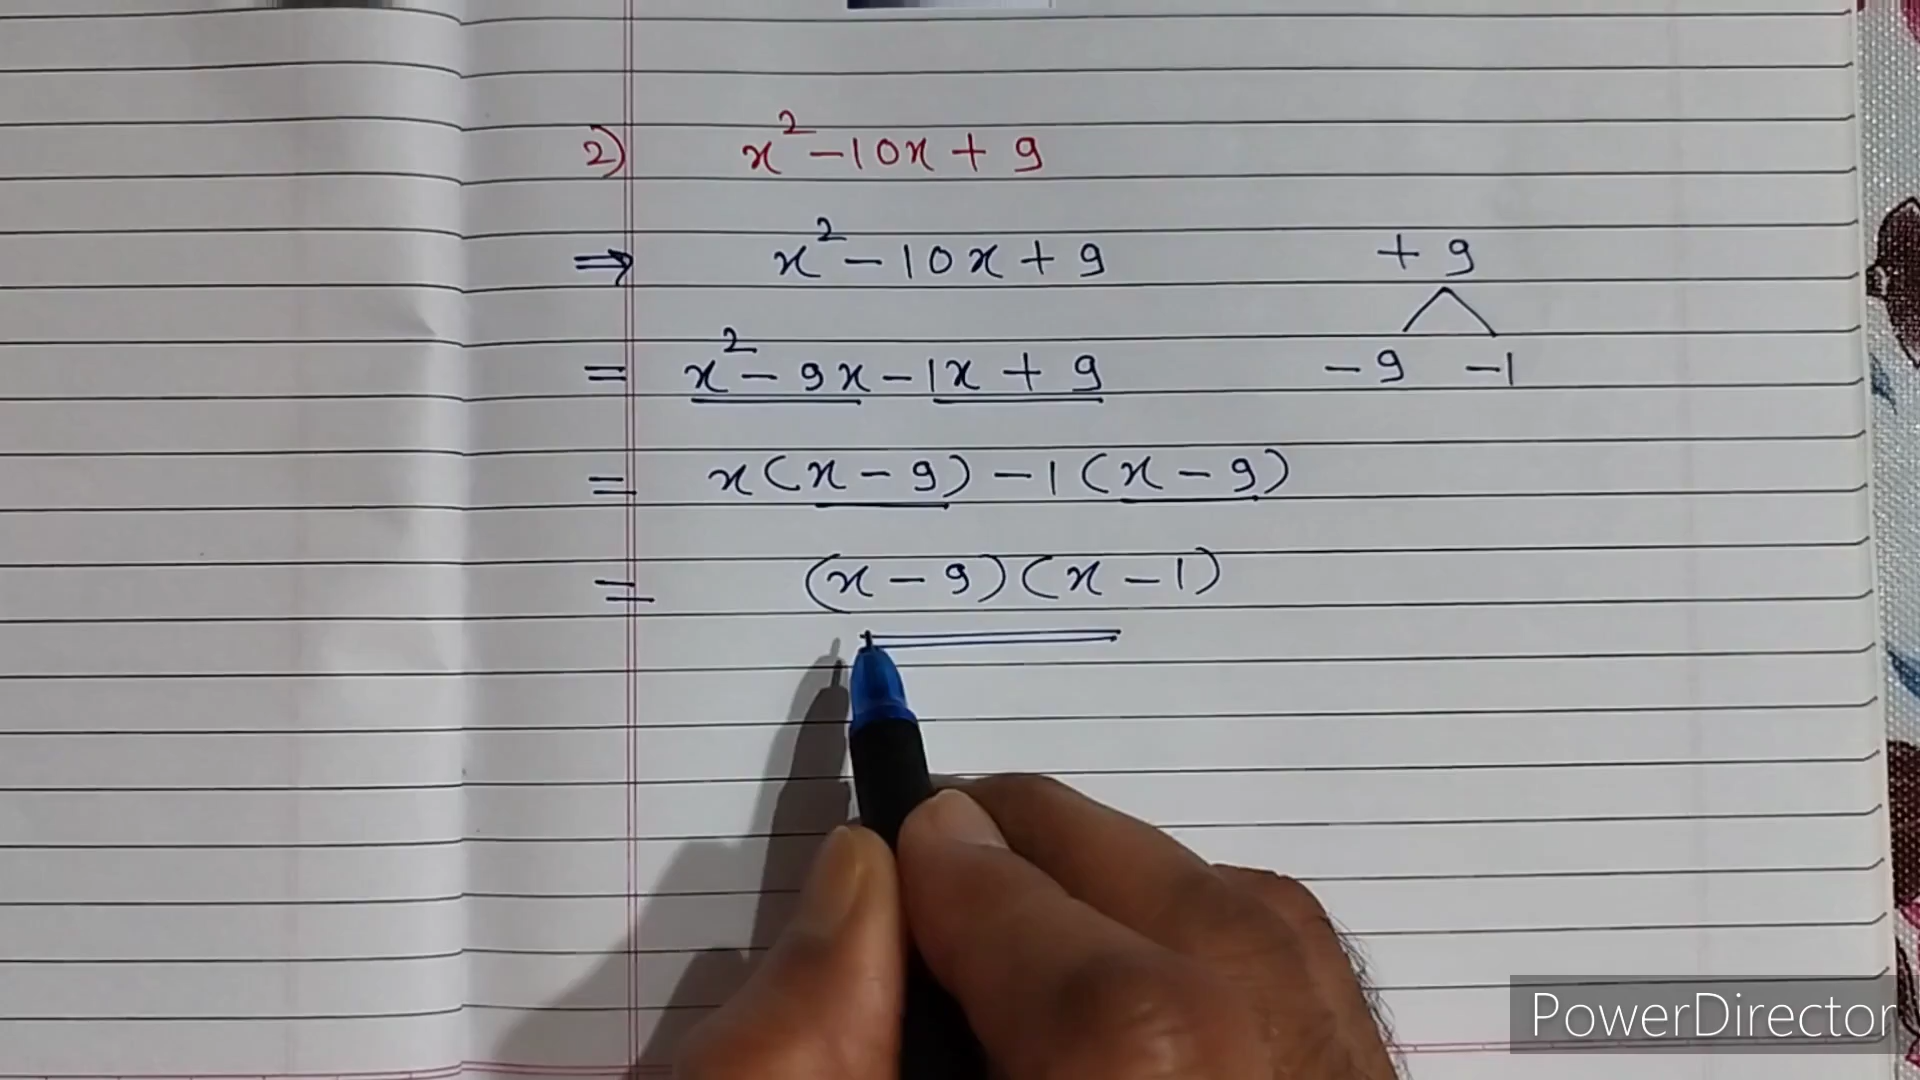 2) x² - 10x + 9
⇒ x² - 10x + 9 + 9
= x² - 9x - 1x + 9 - 9 -1
= x(x - 9) - 1(x - 9)
= (x - 9)(x - 1)
PowerDirector